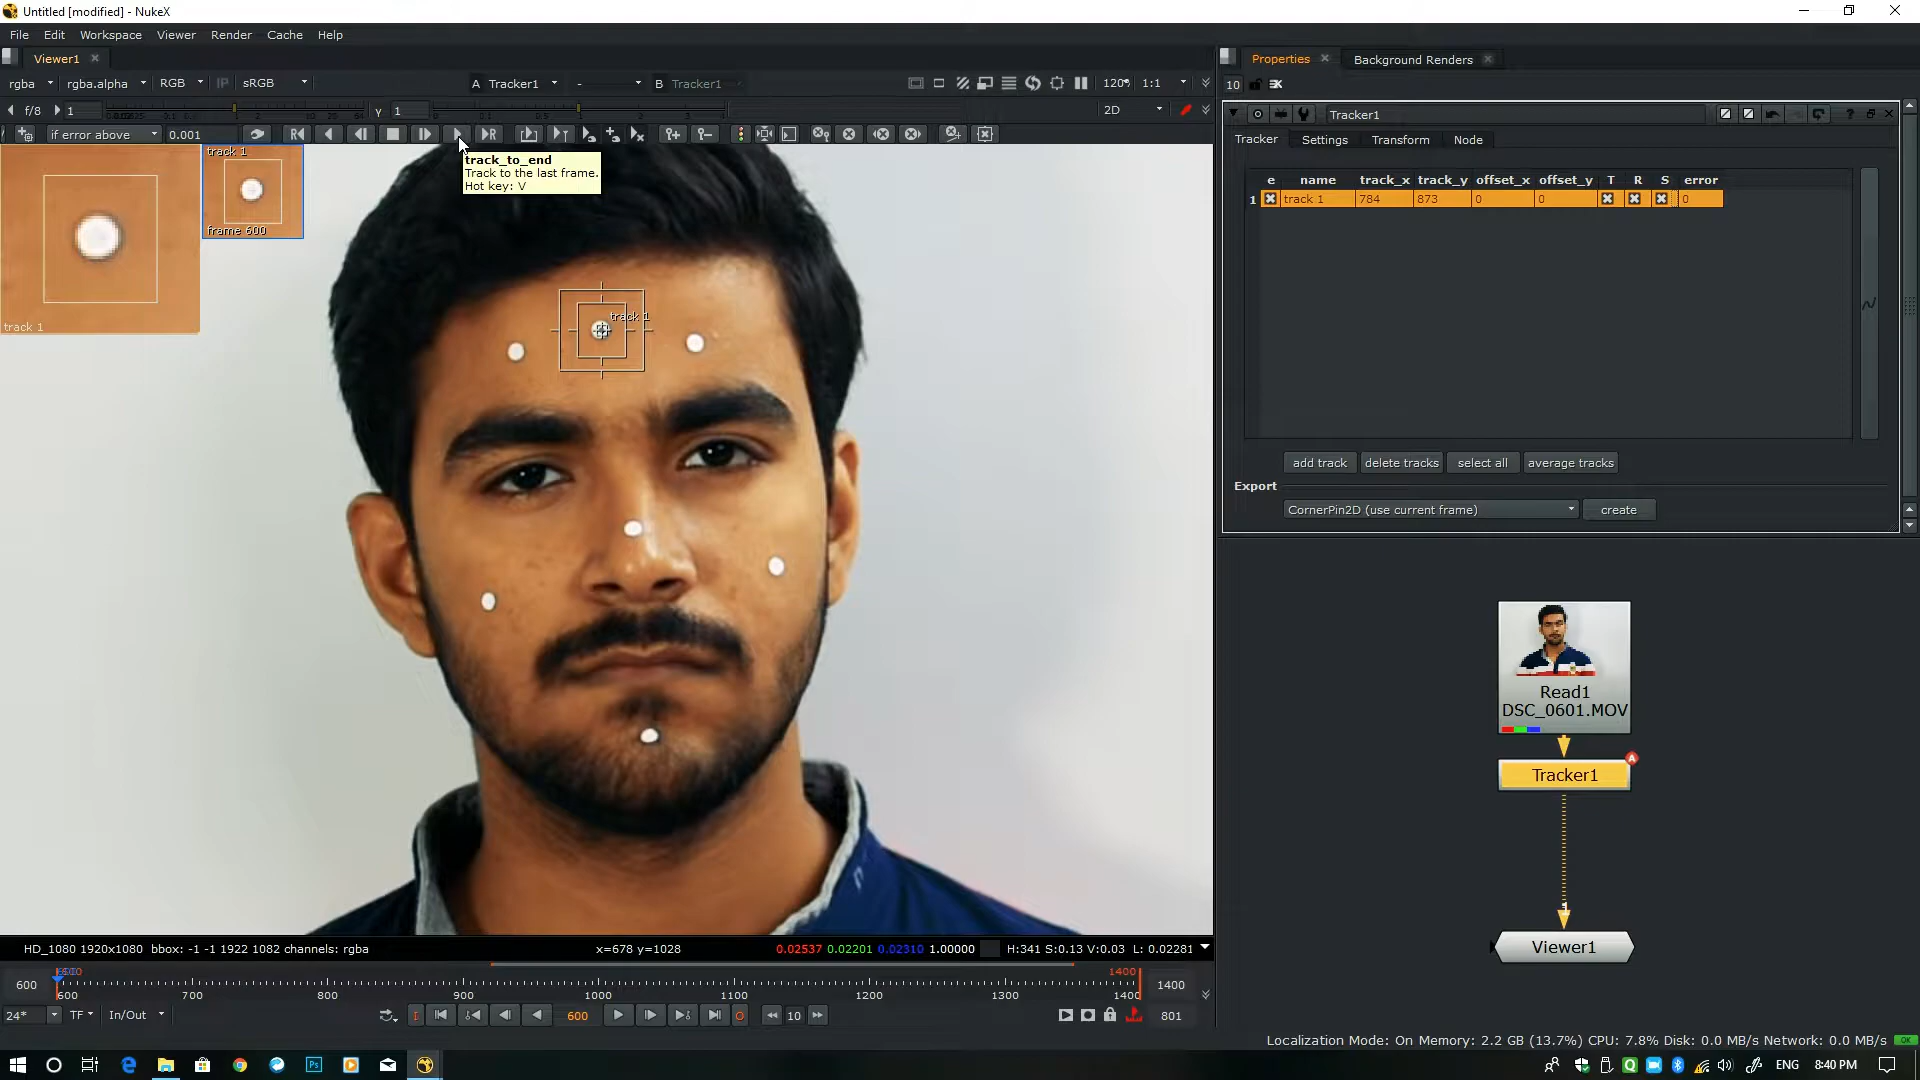 Untitled [modified] - NukeX
File Edit Workspace Viewer Render Cache Help
Viewer1
rgba rgba.alpha RGB IP sRGB A Tracker1 - B Tracker1 120% 1:1
f/8 1 γ 1 2D
if error above 0.001
track_to_end
Track to the last frame.
Hot key: V
track 1
frame 600
track 1
track 1
Properties Background Renders
10
Tracker1
Tracker Settings Transform Node
e name track_x track_y offset_x offset_y T R S error
1 track 1 784 873 0 0 0
add track delete tracks select all average tracks
Export
CornerPin2D (use current frame) create
Read1
DSC_0601.MOV
A
Tracker1
1
Viewer1
HD_1080 1920x1080 bbox: -1 -1 1922 1082 channels: rgba x=678 y=1028 0.02537 0.02201 0.02310 1.00000 H:341 S:0.13 V:0.03 L: 0.02281
600 1400 1400
600 700 800 900 1000 1100 1200 1300 1400
24* TF In/Out 600 10 801
Localization Mode: On Memory: 2.2 GB (13.7%) CPU: 7.8% Disk: 0.0 MB/s Network: 0.0 MB/s OK
ENG 8:40 PM